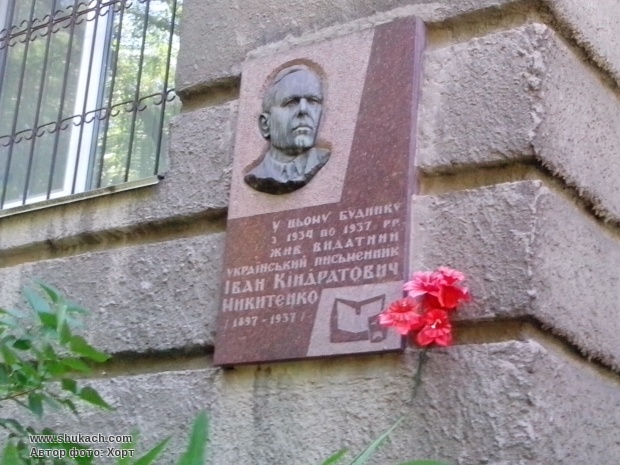 У ЦЬОМУ БУДИНКУ
З 1934 ПО 1937 РР
ЖИВ ВИДАТНИЙ
УКРАЇНСЬКИЙ ПИСЬМЕННИК
ІВАН КІНДРАТОВИЧ
МИКИТЕНКО
/ 1897 - 1937 /
www.shukach.com
Автор фото: Хорт